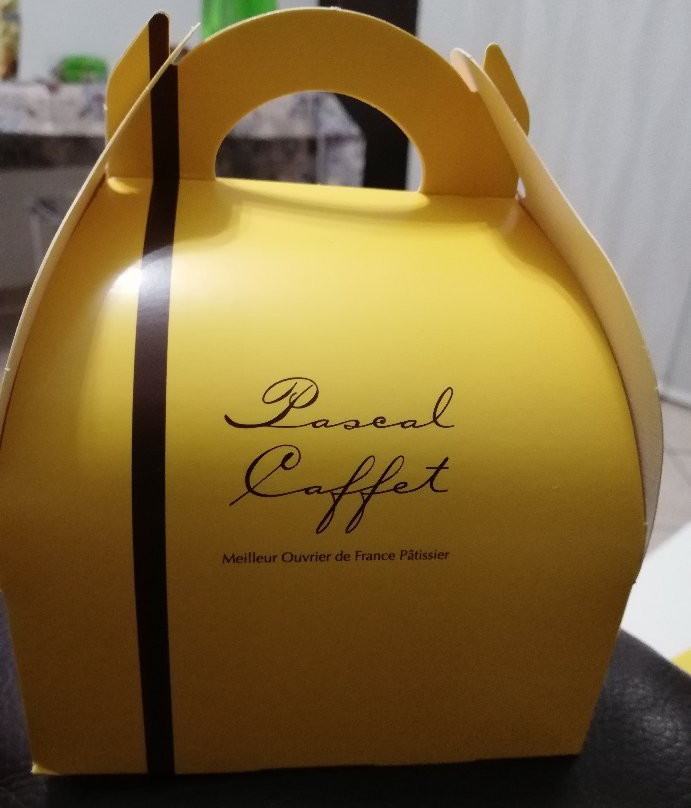 Pascal
Caffet
Meilleur Ouvrier de France Pâtissier